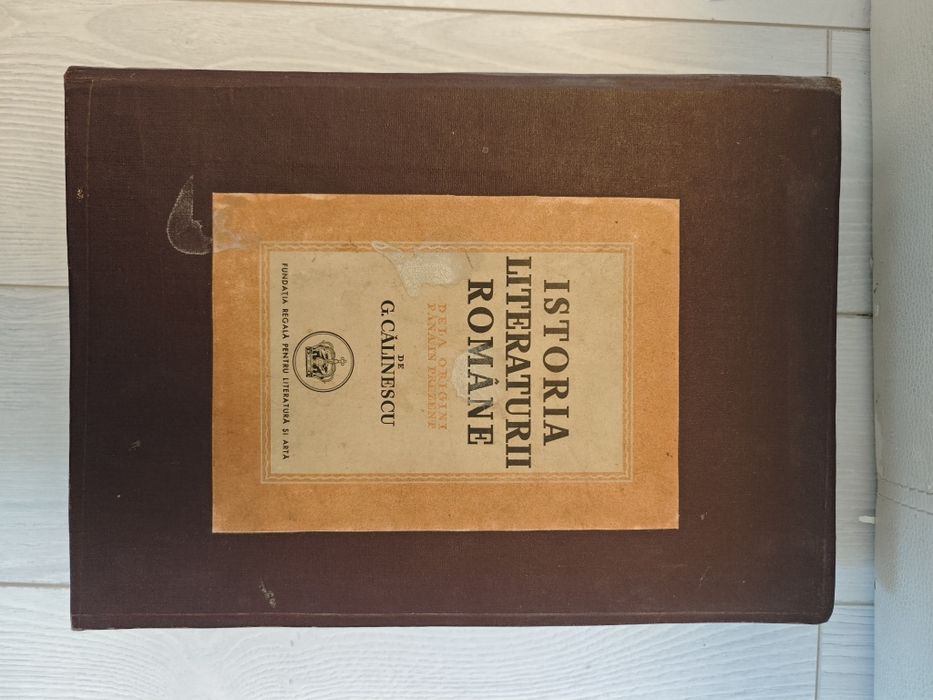 ISTORIA
LITERATURII
ROMÂNE
DELA ORIGINI
PÂNĂ ÎN PREZENT
DE
G. CĂLINESCU
FUNDAȚIA REGALĂ PENTRU LITERATURĂ ȘI ARTĂ